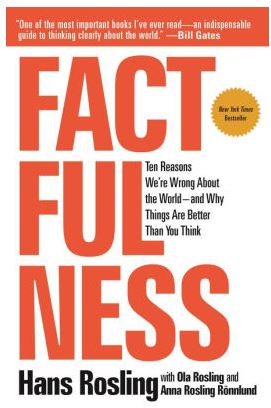 "One of the most important books I've ever read—an indispensable
guide to thinking clearly about the world." —Bill Gates
FACT
FUL
NESS
New York Times
Bestseller
Ten Reasons
We're Wrong About
the World—and Why
Things Are Better
Than You Think
Hans Rosling
with Ola Rosling and
Anna Rosling Rönnlund